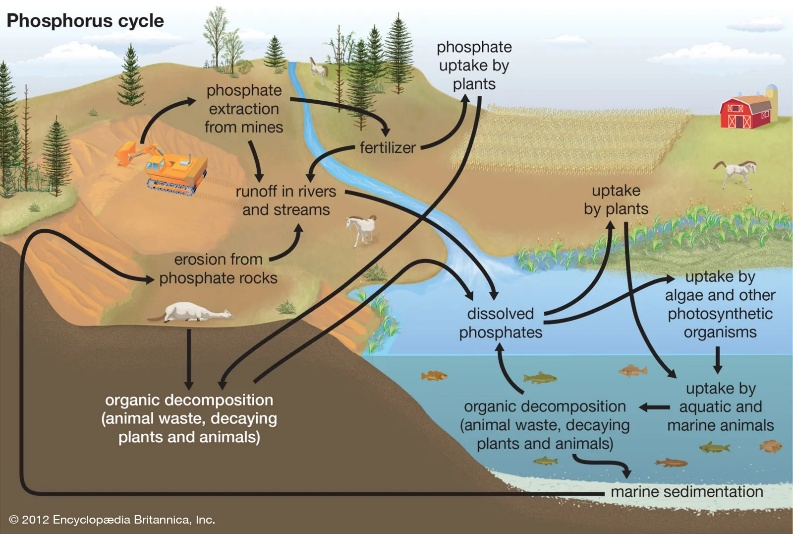 Phosphorus cycle
phosphate
uptake by
plants
phosphate
extraction
from mines
fertilizer
runoff in rivers
and streams
uptake
by plants
erosion from
phosphate rocks
dissolved
phosphates
uptake by
algae and other
photosynthetic
organisms
organic decomposition
(animal waste, decaying
plants and animals)
organic decomposition
(animal waste, decaying
plants and animals)
uptake by
aquatic and
marine animals
marine sedimentation
© 2012 Encyclopædia Britannica, Inc.